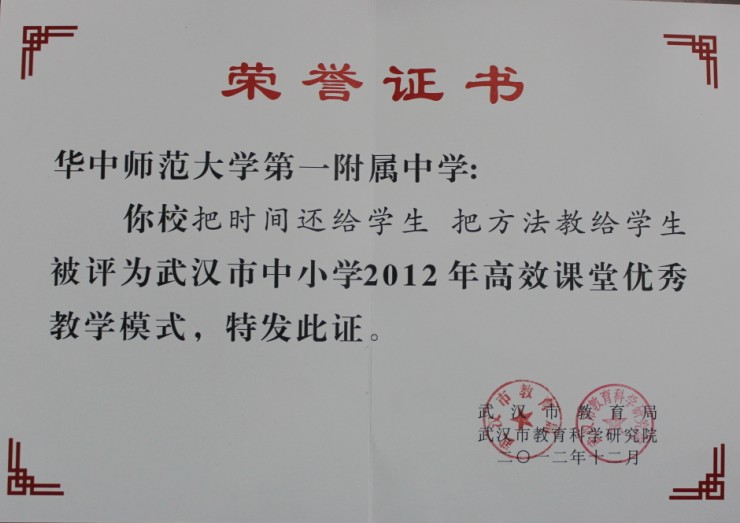 荣誉证书
华中师范大学第一附属中学:
你校把时间还给学生 把方法教给学生
被评为武汉市中小学2012年高效课堂优秀
教学模式，特发此证。
武汉市教育局
武汉市教育科学研究院
二〇一二年十二月